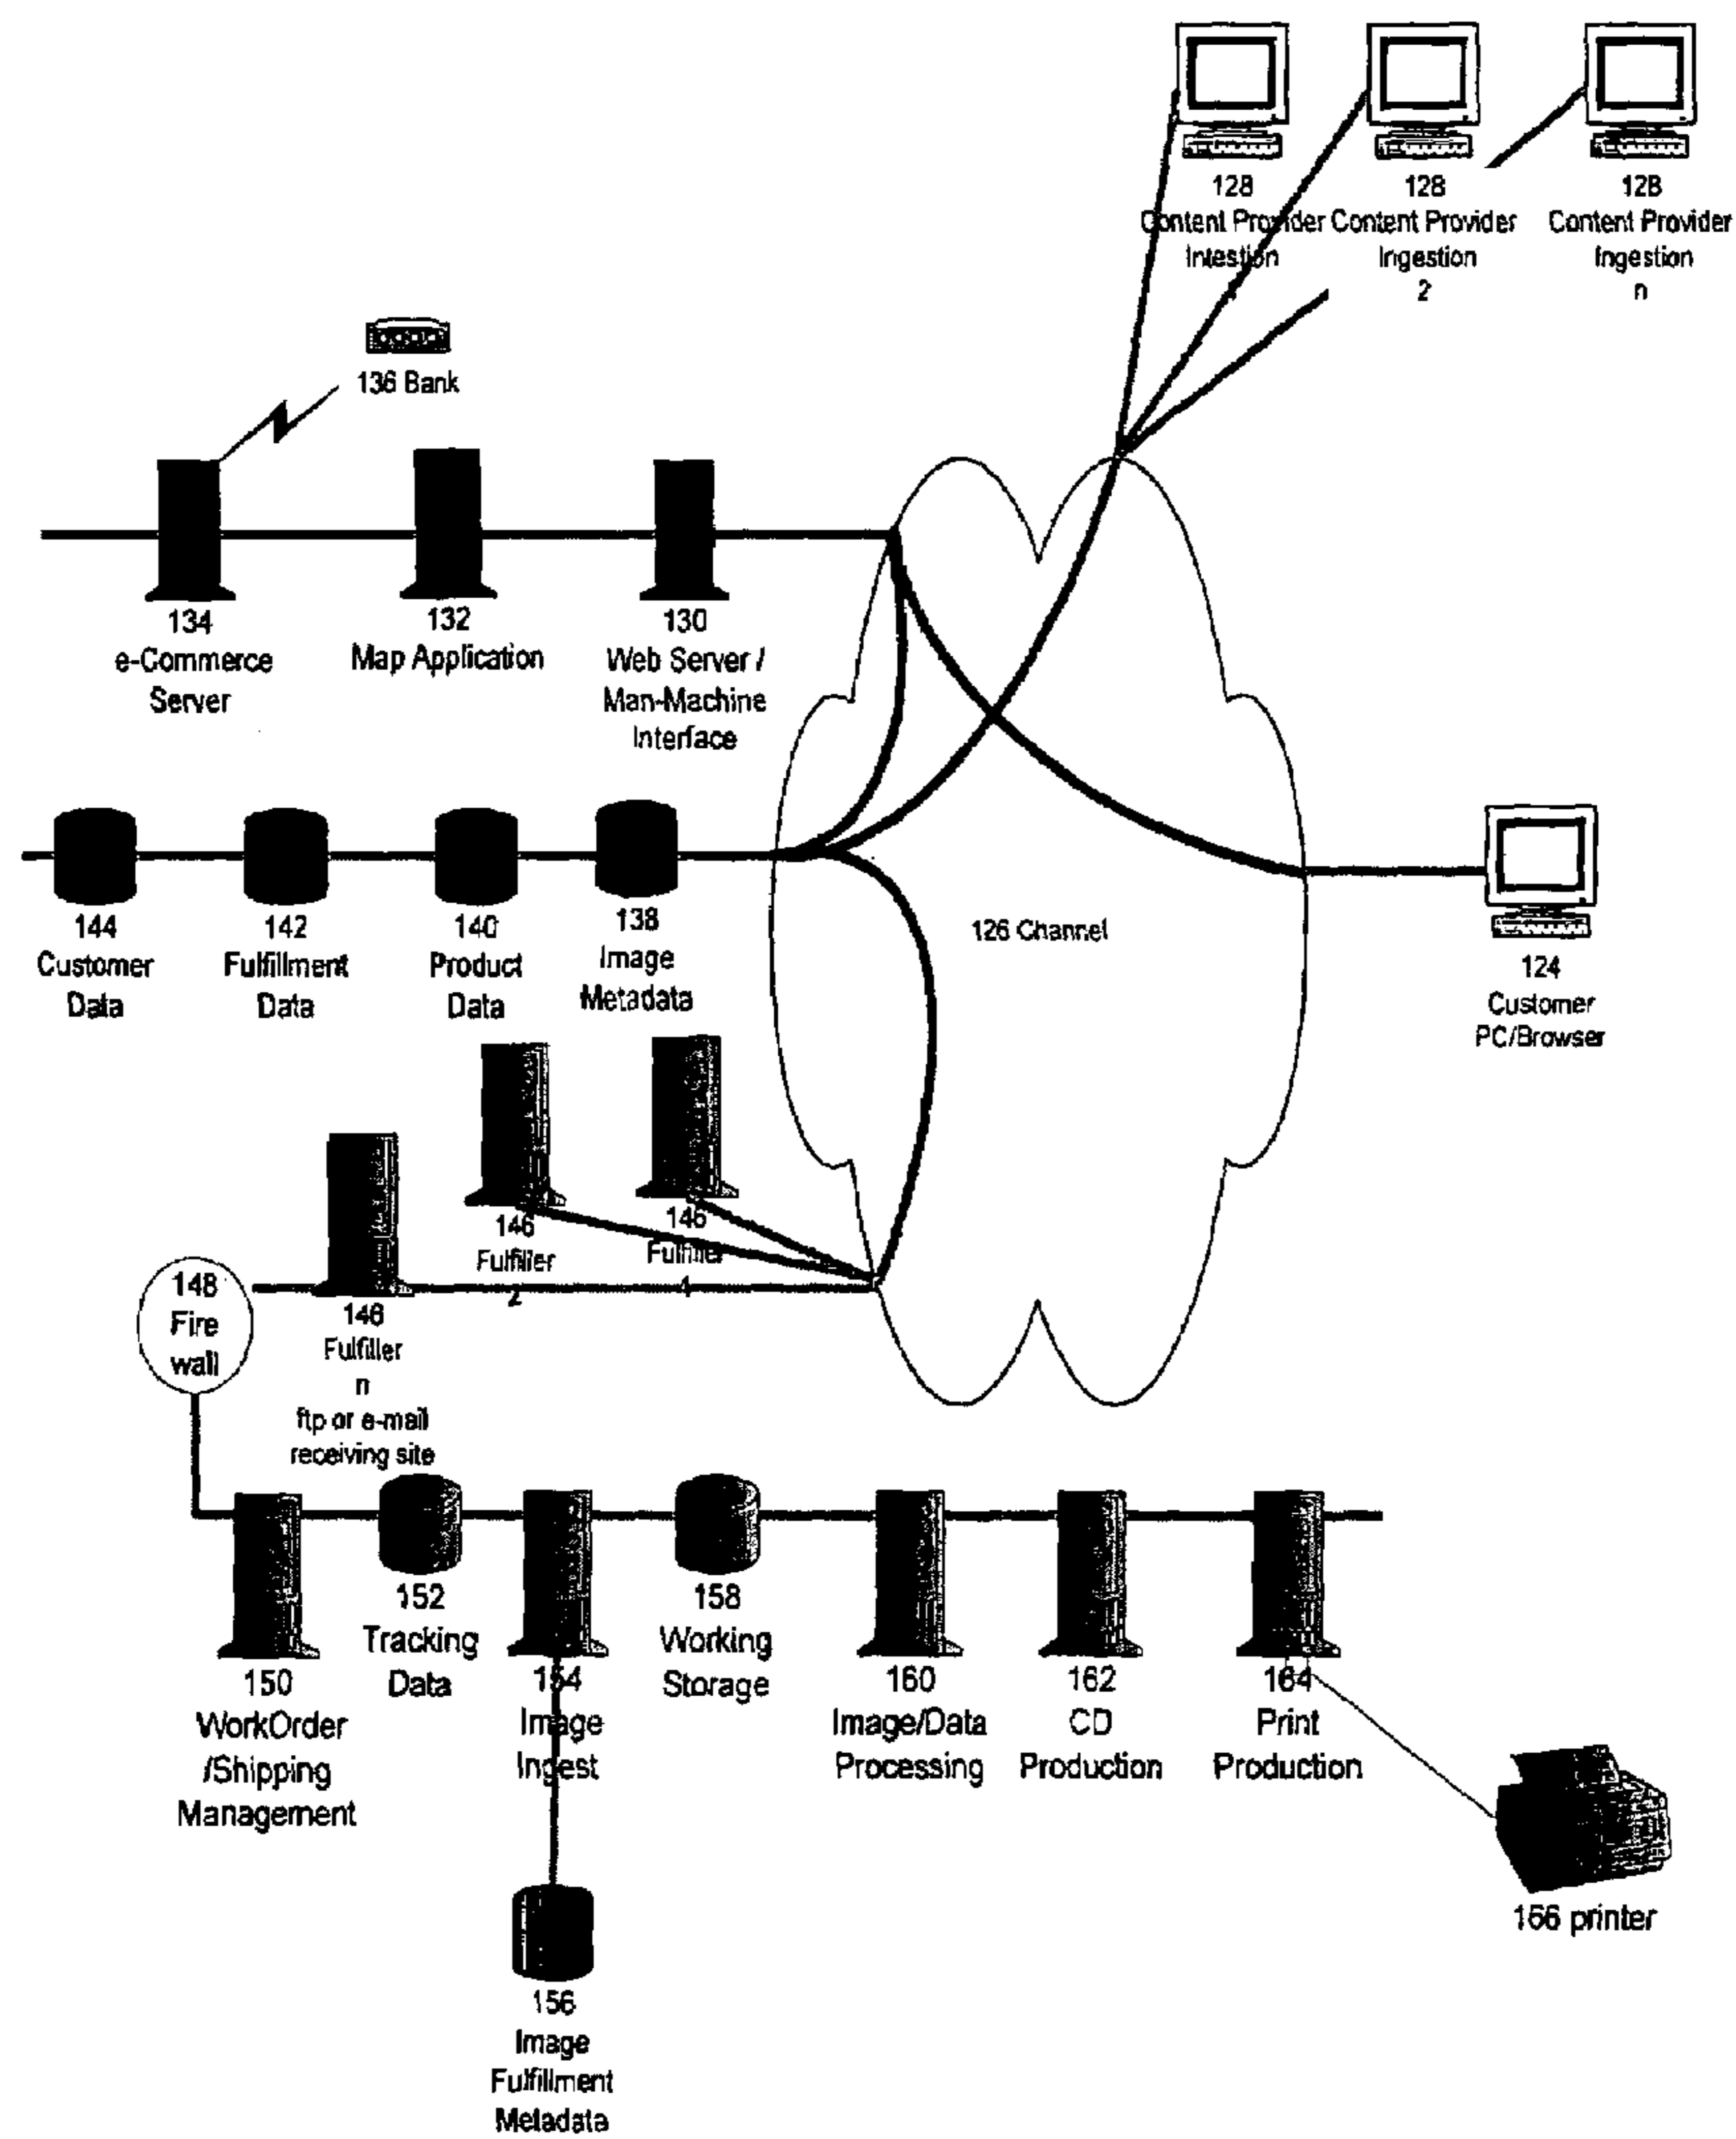 128
Content Provider
Intestion
128
Content Provider
Ingestion
2
128
Content Provider
Ingestion
n
136 Bank
134
e-Commerce
Server
132
Map Application
130
Web Server /
Man-Machine
Interface
144
Customer
Data
142
Fulfillment
Data
140
Product
Data
138
Image
Metadata
126 Channel
124
Customer
PC/Browser
146
Fulfiller
2
146
Fulfiller
148
Fire
wall
146
Fulfiller
n
ftp or e-mail
receiving site
150
WorkOrder
/Shipping
Management
152
Tracking
Data
154
Image
Ingest
158
Working
Storage
160
Image/Data
Processing
162
CD
Production
164
Print
Production
166 printer
156
Image
Fulfillment
Metadata